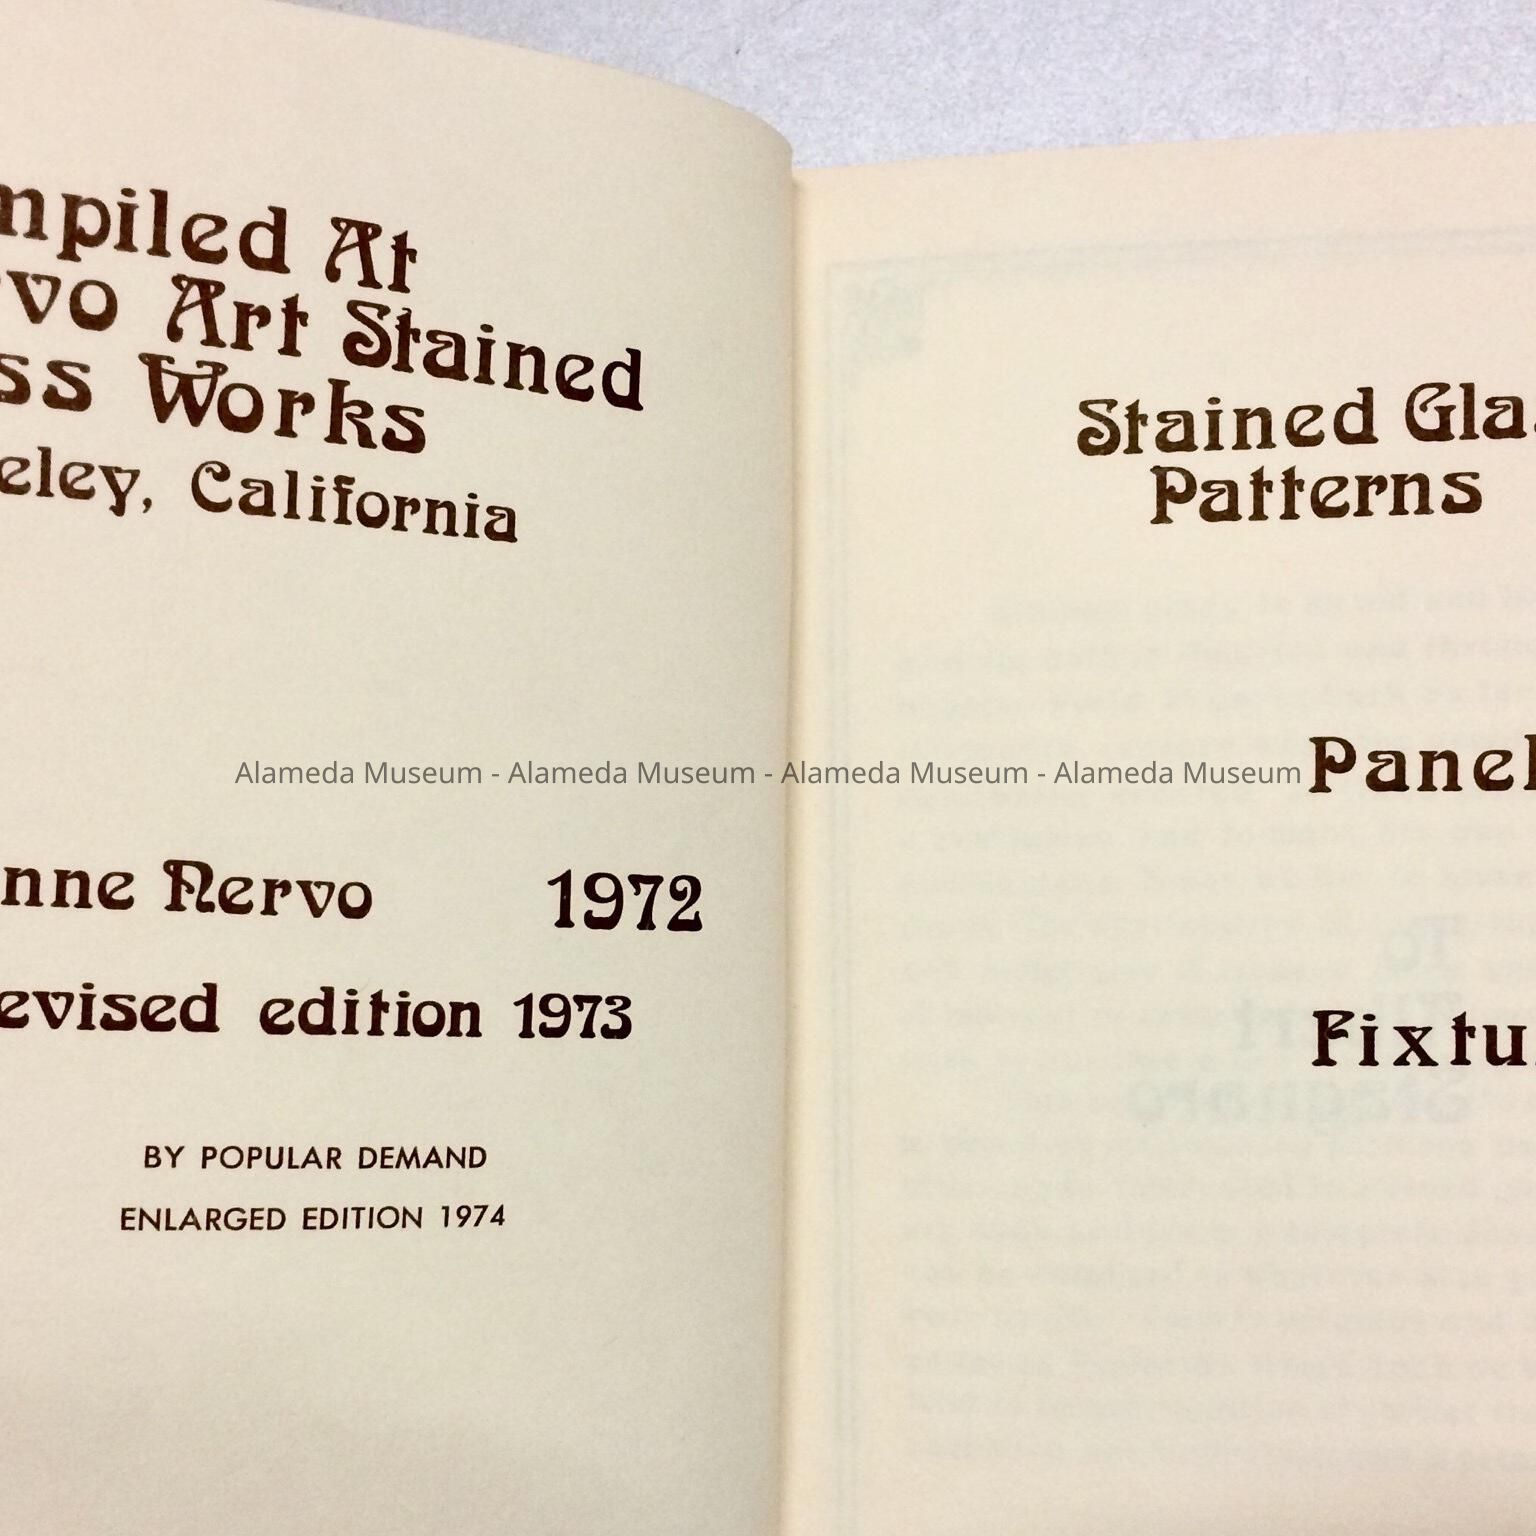 mpiled At
vo Art Stained
ss Works
eley, California
nne Nervo 1972
evised edition 1973
BY POPULAR DEMAND
ENLARGED EDITION 1974
Stained Gla
Patterns
Panel
Fixtu
Alameda Museum - Alameda Museum - Alameda Museum - Alameda Museum